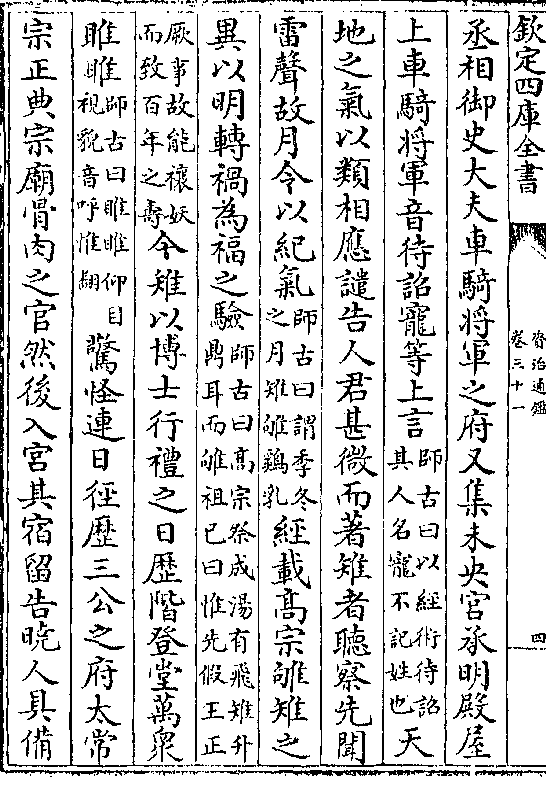 欽定四庫全書
資治通鑑
卷三十一
四
丞相御史大夫車騎將軍之府又集未央宮承明殿屋
上車騎將軍音待詔寵等上言師古曰以經術待詔其人名寵不記姓也天
地之氣以類相應譴告人君甚微而著雉者聽察先聞
雷聲故月令以紀氣師古曰謂季冬之月雉雊鷄乳經載高宗雊雉之
異以明轉禍為福之驗師古曰高宗祭成湯有飛雉升鼎耳而雊祖已曰惟先假王正
厥事故能禳妖而致百年之壽今雉以博士行禮之日歷階登堂萬衆
睢睢師古曰睢睢仰目視貌音呼惟翻驚怪連日徑歷三公之府太常
宗正典宗廟骨肉之官然後入宮其宿留告曉人具備